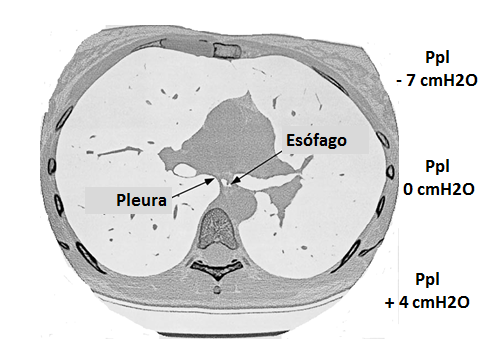 Ppl
- 7 cmH2O
Esófago
Ppl
0 cmH2O
Pleura
Ppl
+ 4 cmH2O